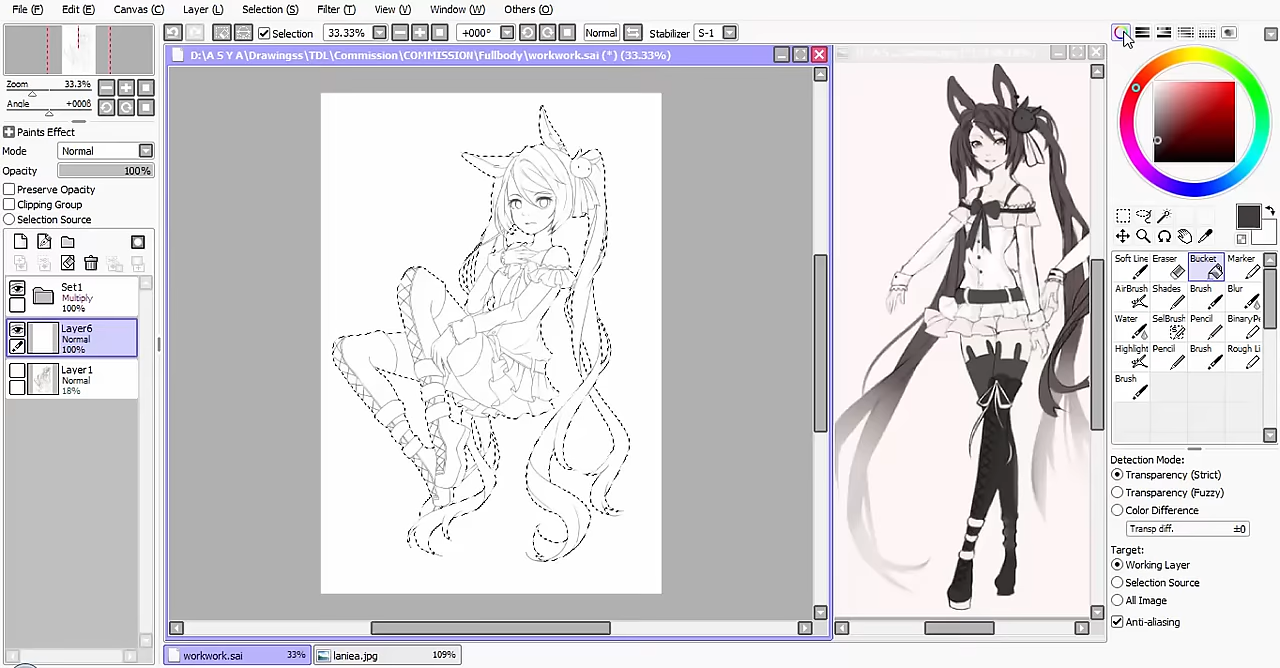 File (F) Edit (E) Canvas (C) Layer (L) Selection (S) Filter (T) View (V) Window (W) Others (O)
Selection 33.33% +000° Normal Stabilizer S-1
D:\A S Y A\Drawingss\TDL\Commission\COMMISSION\Fullbody\workwork.sai (*) (33.33%)
Zoom 33.3%
Angle +000θ
Paints Effect
Mode Normal
Opacity 100%
Preserve Opacity
Clipping Group
Selection Source
Set1
Multiply
100%
Layer6
Normal
100%
Layer1
Normal
18%
Soft Line Eraser Bucket Marker
AirBrush Shades Brush Blur
Water SelBrush Pencil BinaryPe
Highlight Pencil Brush Rough Li
Brush
Detection Mode:
Transparency (Strict)
Transparency (Fuzzy)
Color Difference
Transp diff. ±0
Target:
Working Layer
Selection Source
All Image
Anti-aliasing
workwork.sai 33% laniea.jpg 109%